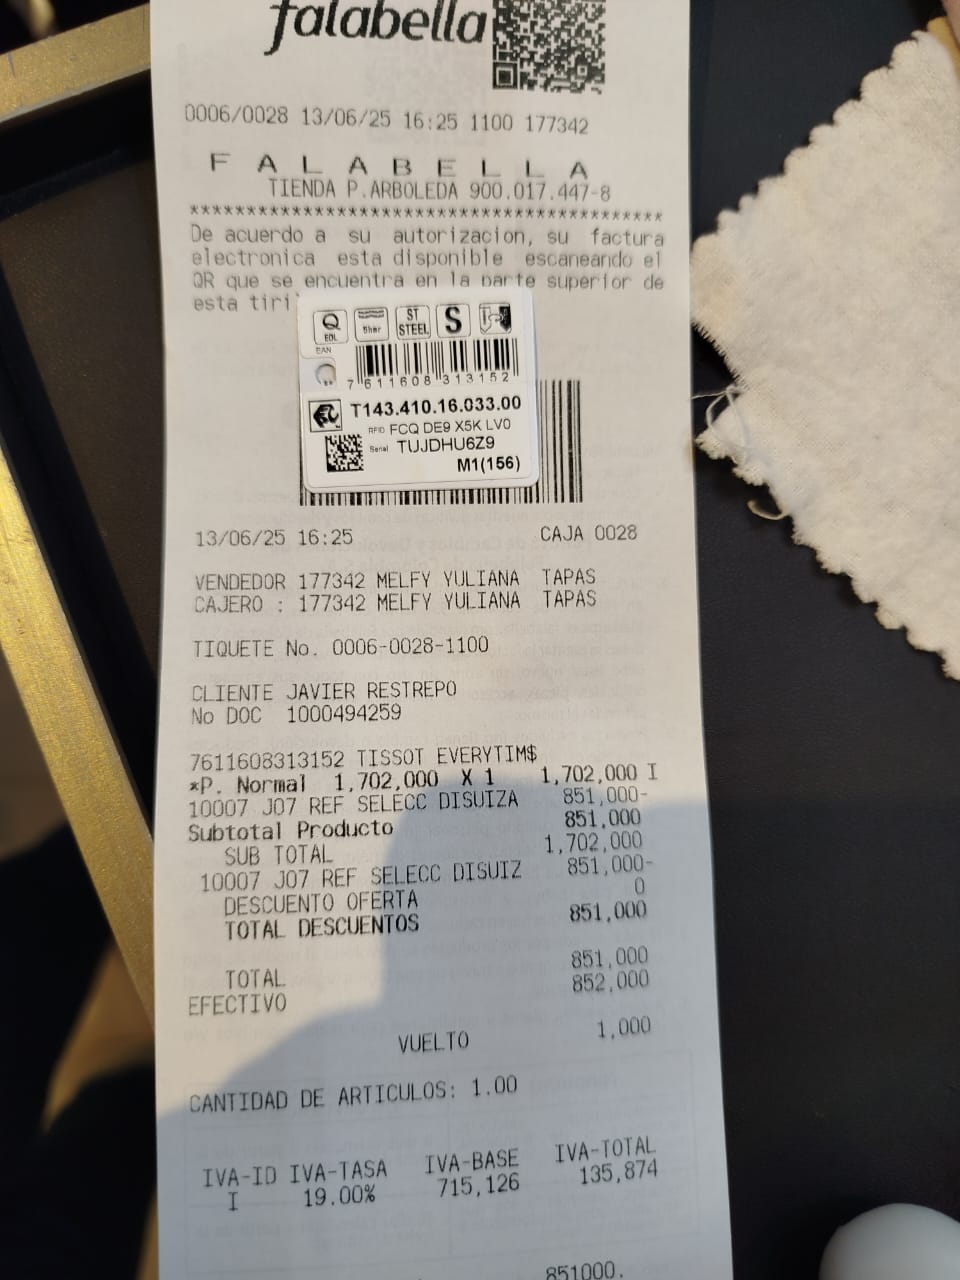 falabella
0006/0028 13/06/25 16:25 1100 177342
F A L A B E L L A
TIENDA P.ARBOLEDA 900.017.447-8
*****************************************
De acuerdo a su autorizacion, su factura
electronica esta disponible escaneando el
QR que se encuentra en la parte superior de
esta tiri
Q EOL
5bar
ST STEEL
S
EAN
7 611608 313152
T143.410.16.033.00
RFID FCQ DE9 X5K LV0
Serial TUJDHU6Z9
M1(156)
13/06/25 16:25 CAJA 0028
VENDEDOR 177342 MELFY YULIANA TAPAS
CAJERO : 177342 MELFY YULIANA TAPAS
TIQUETE No. 0006-0028-1100
CLIENTE JAVIER RESTREPO
No DOC 1000494259
7611608313152 TISSOT EVERYTIM$
*P. Normal 1,702,000 X 1 1,702,000 I
10007 J07 REF SELECC DISUIZA 851,000-
Subtotal Producto 851,000
SUB TOTAL 1,702,000
10007 J07 REF SELECC DISUIZ 851,000-
DESCUENTO OFERTA 0
TOTAL DESCUENTOS 851,000
TOTAL 851,000
EFECTIVO 852,000
VUELTO 1,000
CANTIDAD DE ARTICULOS: 1.00
IVA-ID IVA-TASA IVA-BASE IVA-TOTAL
I 19.00% 715,126 135,874
851000.